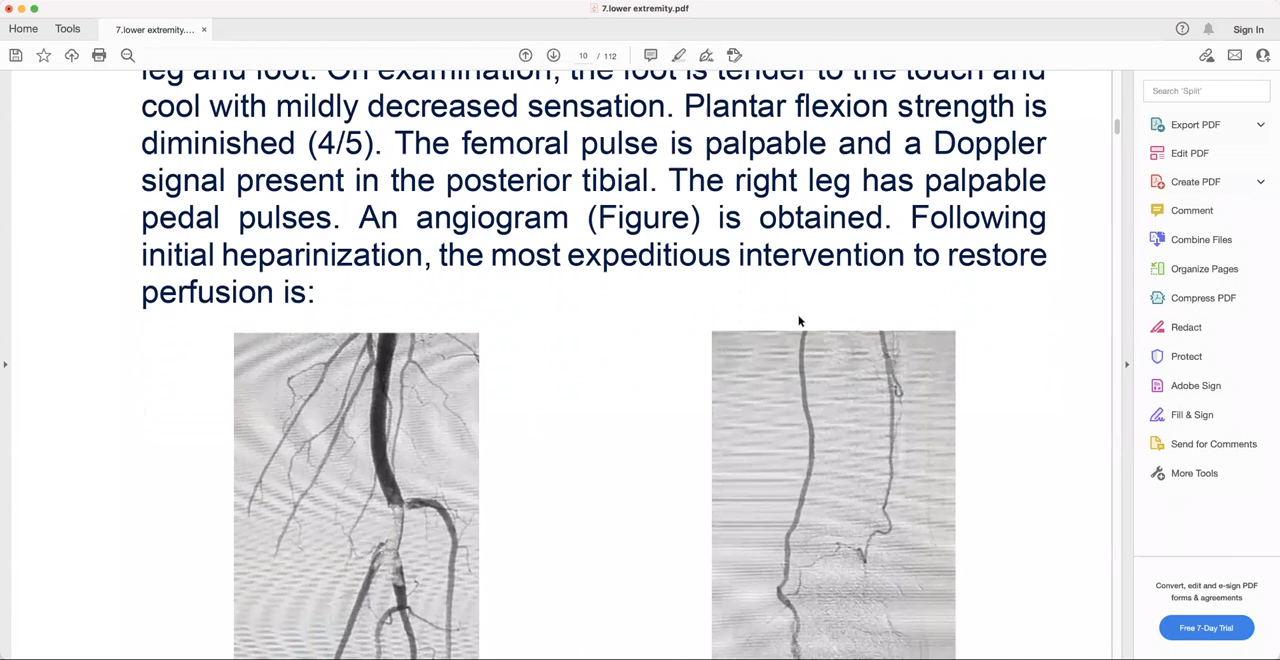 7.lower extremity.pdf
Home
Tools
7.lower extremity.... ×
Sign In
10 / 112
leg and foot. On examination, the foot is tender to the touch and
cool with mildly decreased sensation. Plantar flexion strength is
diminished (4/5). The femoral pulse is palpable and a Doppler
signal present in the posterior tibial. The right leg has palpable
pedal pulses. An angiogram (Figure) is obtained. Following
initial heparinization, the most expeditious intervention to restore
perfusion is:
Search 'Split'
Export PDF
Edit PDF
Create PDF
Comment
Combine Files
Organize Pages
Compress PDF
Redact
Protect
Adobe Sign
Fill & Sign
Send for Comments
More Tools
Convert, edit and e-sign PDF
forms & agreements
Free 7-Day Trial